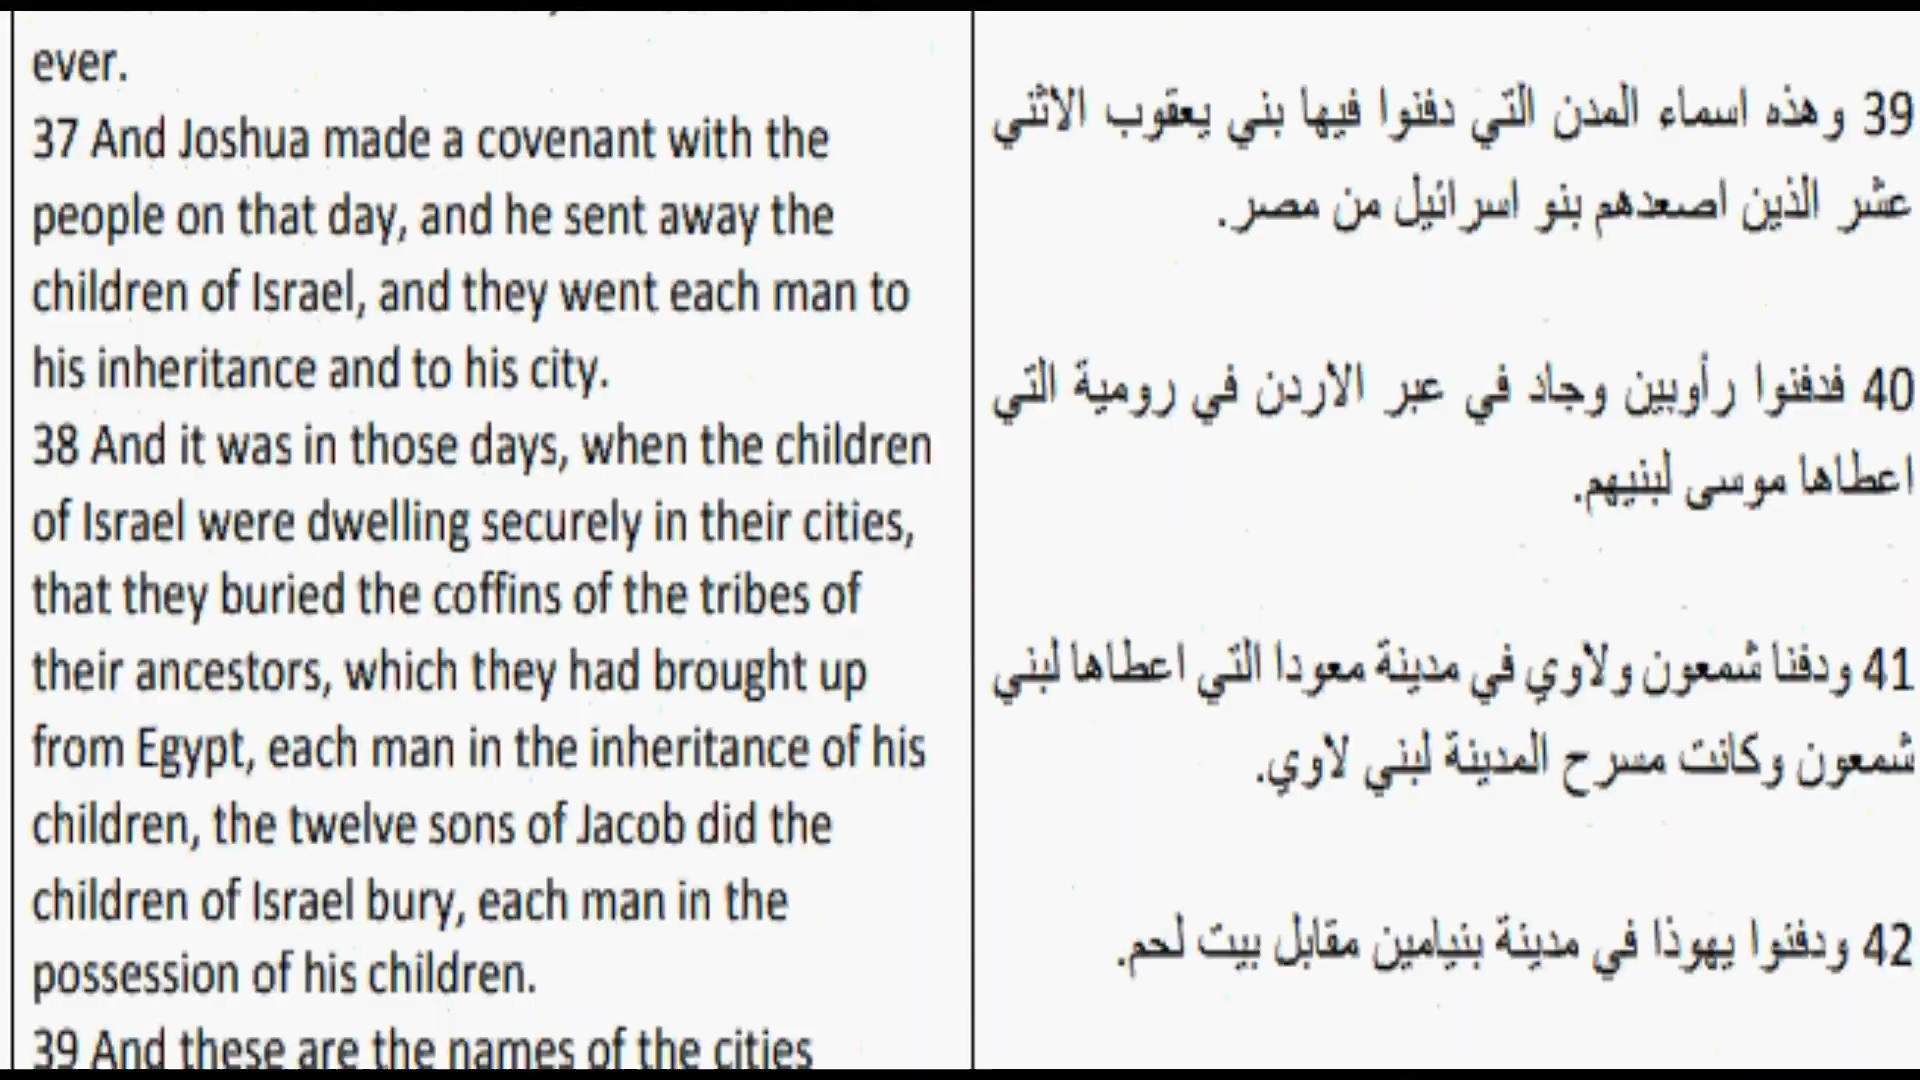 ever.
37 And Joshua made a covenant with the
people on that day, and he sent away the
children of Israel, and they went each man to
his inheritance and to his city.
38 And it was in those days, when the children
of Israel were dwelling securely in their cities,
that they buried the coffins of the tribes of
their ancestors, which they had brought up
from Egypt, each man in the inheritance of his
children, the twelve sons of Jacob did the
children of Israel bury, each man in the
possession of his children.
39 And these are the names of the cities
39 وهذه اسماء المدن التي دفنوا فيها بني يعقوب الاثني
عشر الذين اصعدهم بنو اسرائيل من مصر.
40 فدفنوا رأوبين وجاد في عبر الاردن في رومية التي
اعطاها موسى لبنيهم.
41 ودفنا شمعون ولاوي في مدينة معودا التي اعطاها لبني
شمعون وكانت مسرح المدينة لبني لاوي.
42 ودفنوا يهوذا في مدينة بنيامين مقابل بيت لحم.